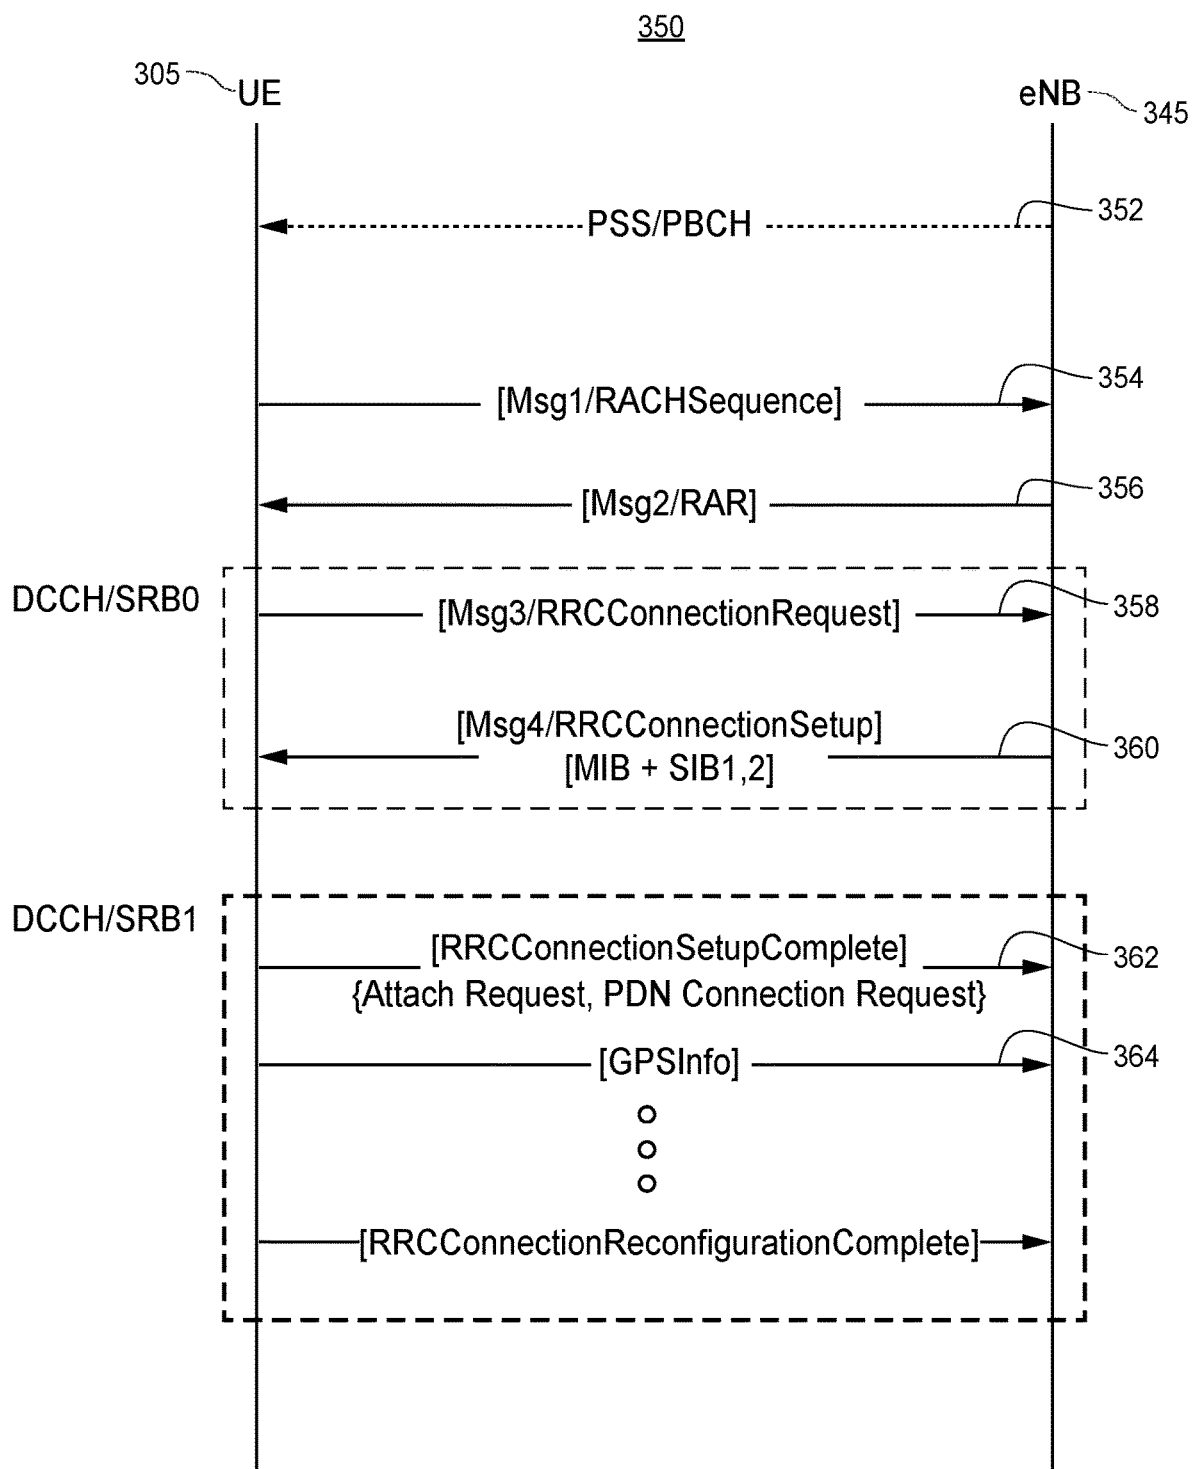 350
305 UE eNB 345
PSS/PBCH 352
[Msg1/RACHSequence] 354
[Msg2/RAR] 356
DCCH/SRB0
[Msg3/RRCConnectionRequest] 358
[Msg4/RRCConnectionSetup]
[MIB + SIB1,2] 360
DCCH/SRB1
[RRCConnectionSetupComplete] 362
{Attach Request, PDN Connection Request}
[GPSInfo] 364
[RRCConnectionReconfigurationComplete]